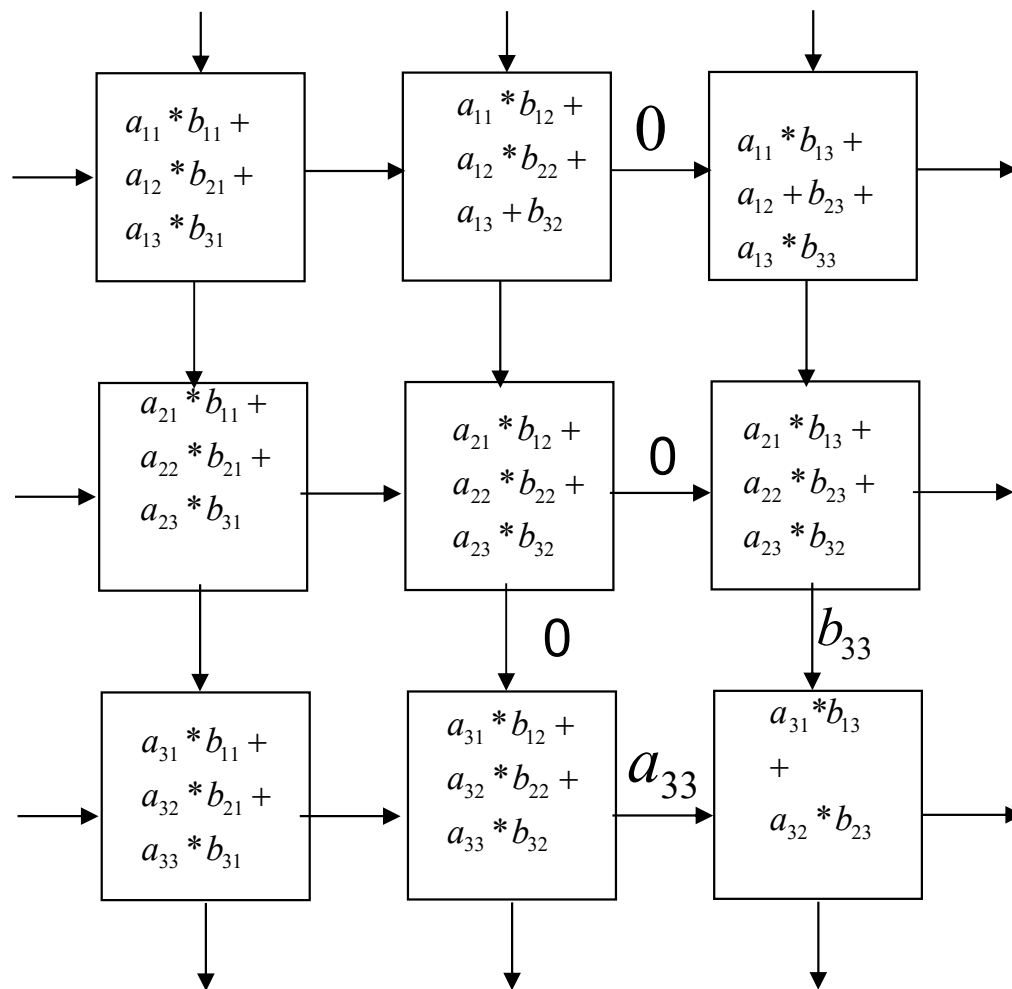 a₁₁ * b₁₁ +
a₁₂ * b₂₁ +
a₁₃ * b₃₁
a₁₁ * b₁₂ +
a₁₂ * b₂₂ +
a₁₃ + b₃₂
0
a₁₁ * b₁₃ +
a₁₂ + b₂₃ +
a₁₃ * b₃₃
a₂₁ * b₁₁ +
a₂₂ * b₂₁ +
a₂₃ * b₃₁
a₂₁ * b₁₂ +
a₂₂ * b₂₂ +
a₂₃ * b₃₂
0
a₂₁ * b₁₃ +
a₂₂ * b₂₃ +
a₂₃ * b₃₂
0
b₃₃
a₃₁ * b₁₁ +
a₃₂ * b₂₁ +
a₃₃ * b₃₁
a₃₁ * b₁₂ +
a₃₂ * b₂₂ +
a₃₃ * b₃₂
a₃₃
a₃₁ * b₁₃
+
a₃₂ * b₂₃